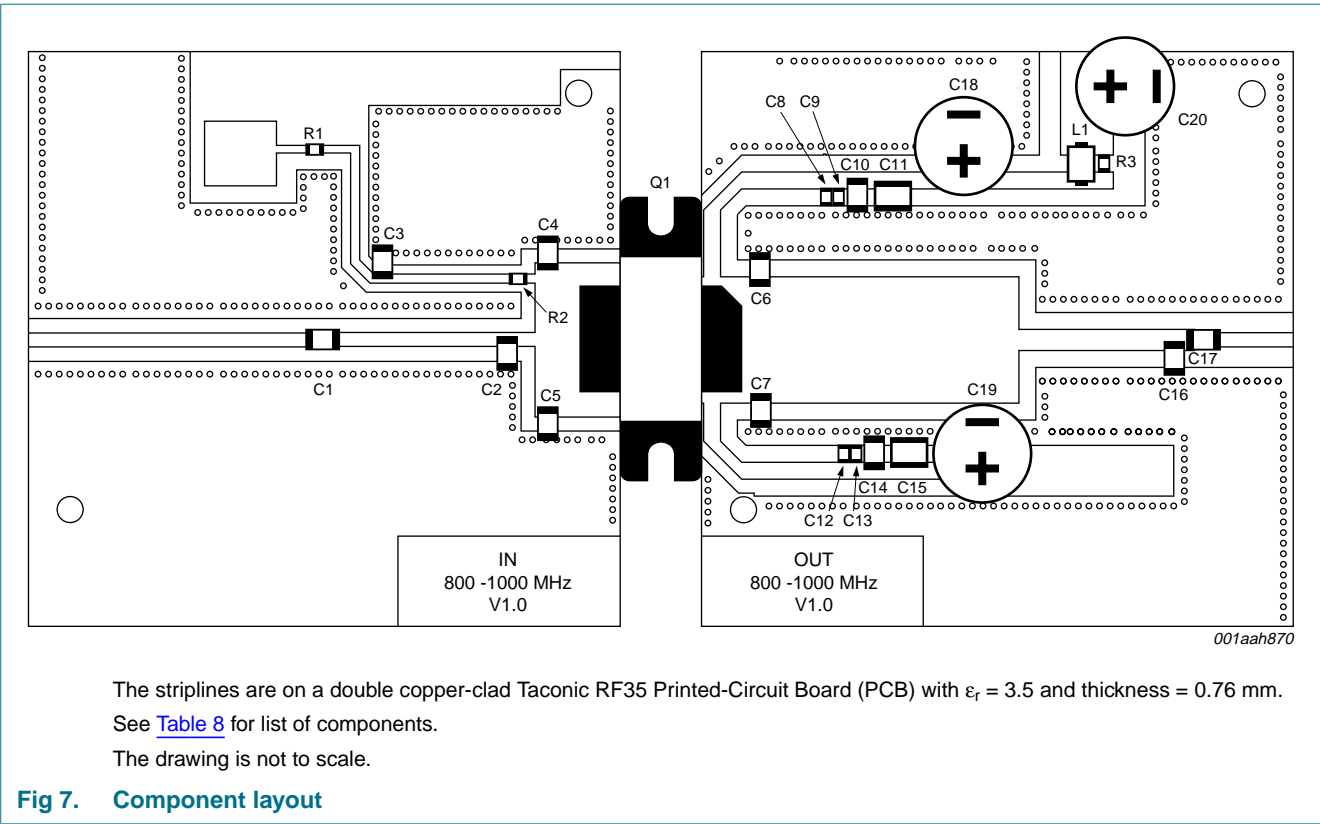 C18
C8 C9
C20
L1
R1
R3
C10 C11
Q1
C3
C4
C6
R2
C1
C2
C17
C16
C5
C7
C19
C14 C15
C12 C13
IN
800 -1000 MHz
V1.0
OUT
800 -1000 MHz
V1.0
001aah870
The striplines are on a double copper-clad Taconic RF35 Printed-Circuit Board (PCB) with εr = 3.5 and thickness = 0.76 mm.
See Table 8 for list of components.
The drawing is not to scale.
Fig 7. Component layout